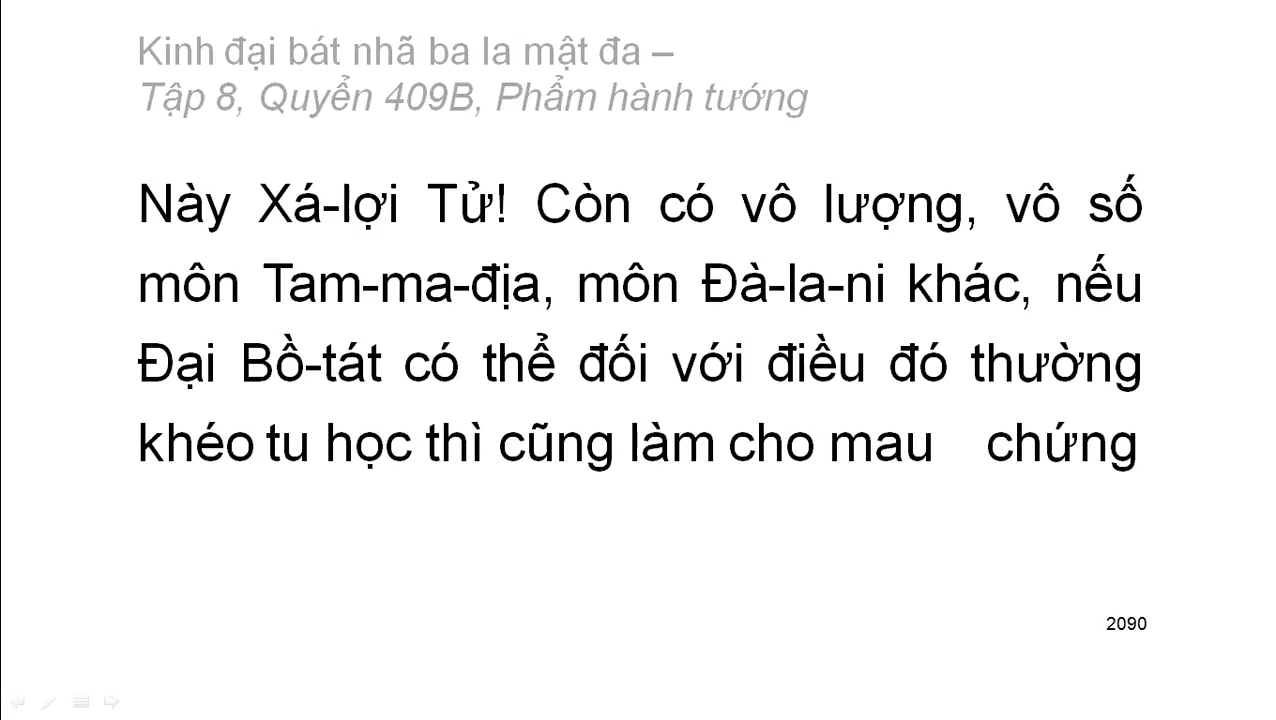 Kinh đại bát nhã ba la mật đa –
Tập 8, Quyển 409B, Phẩm hành tướng
Này Xá-lợi Tử! Còn có vô lượng, vô số
môn Tam-ma-địa, môn Đà-la-ni khác, nếu
Đại Bồ-tát có thể đối với điều đó thường
khéo tu học thì cũng làm cho mau chứng
2090